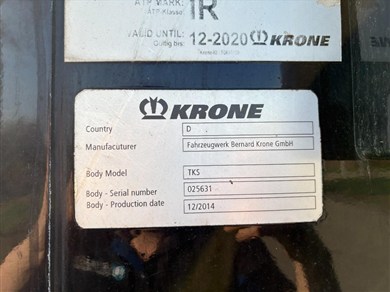 ATP MARK:
ATP-Klasse
IR
VALID UNTIL: 12-2020 KRONE
Gültig bis:
KRONE
Country D
Manufacuturer Fahrzeugwerk Bernard Krone GmbH
Body Model TKS
Body - Serial number 025631
Body - Production date 12/2014